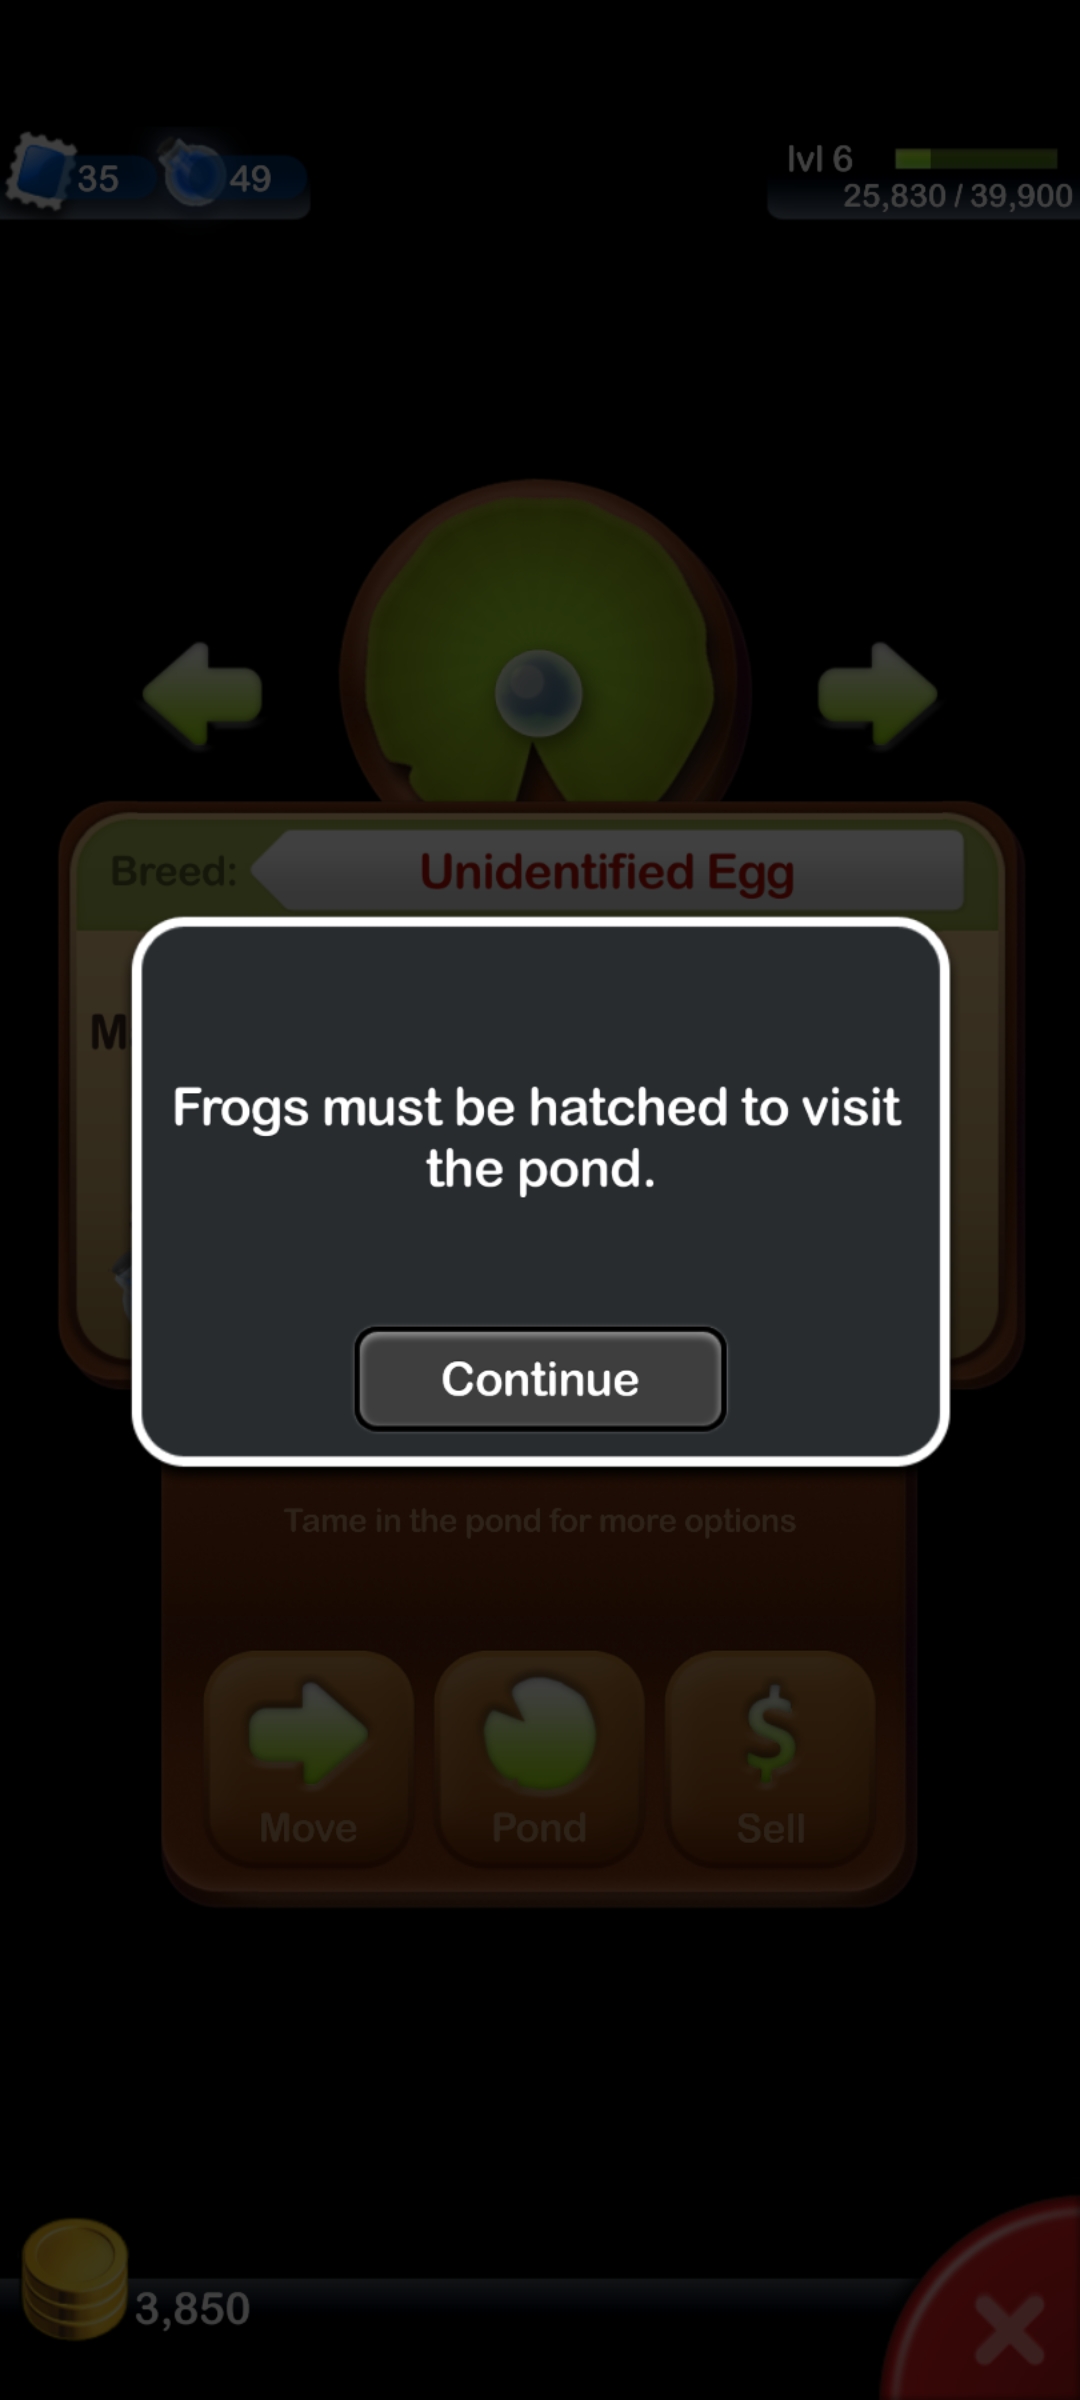 35
49
lvl 6
25,830 / 39,900
Breed:
Unidentified Egg
M
Frogs must be hatched to visit
the pond.
Continue
Tame in the pond for more options
Move
Pond
Sell
3,850